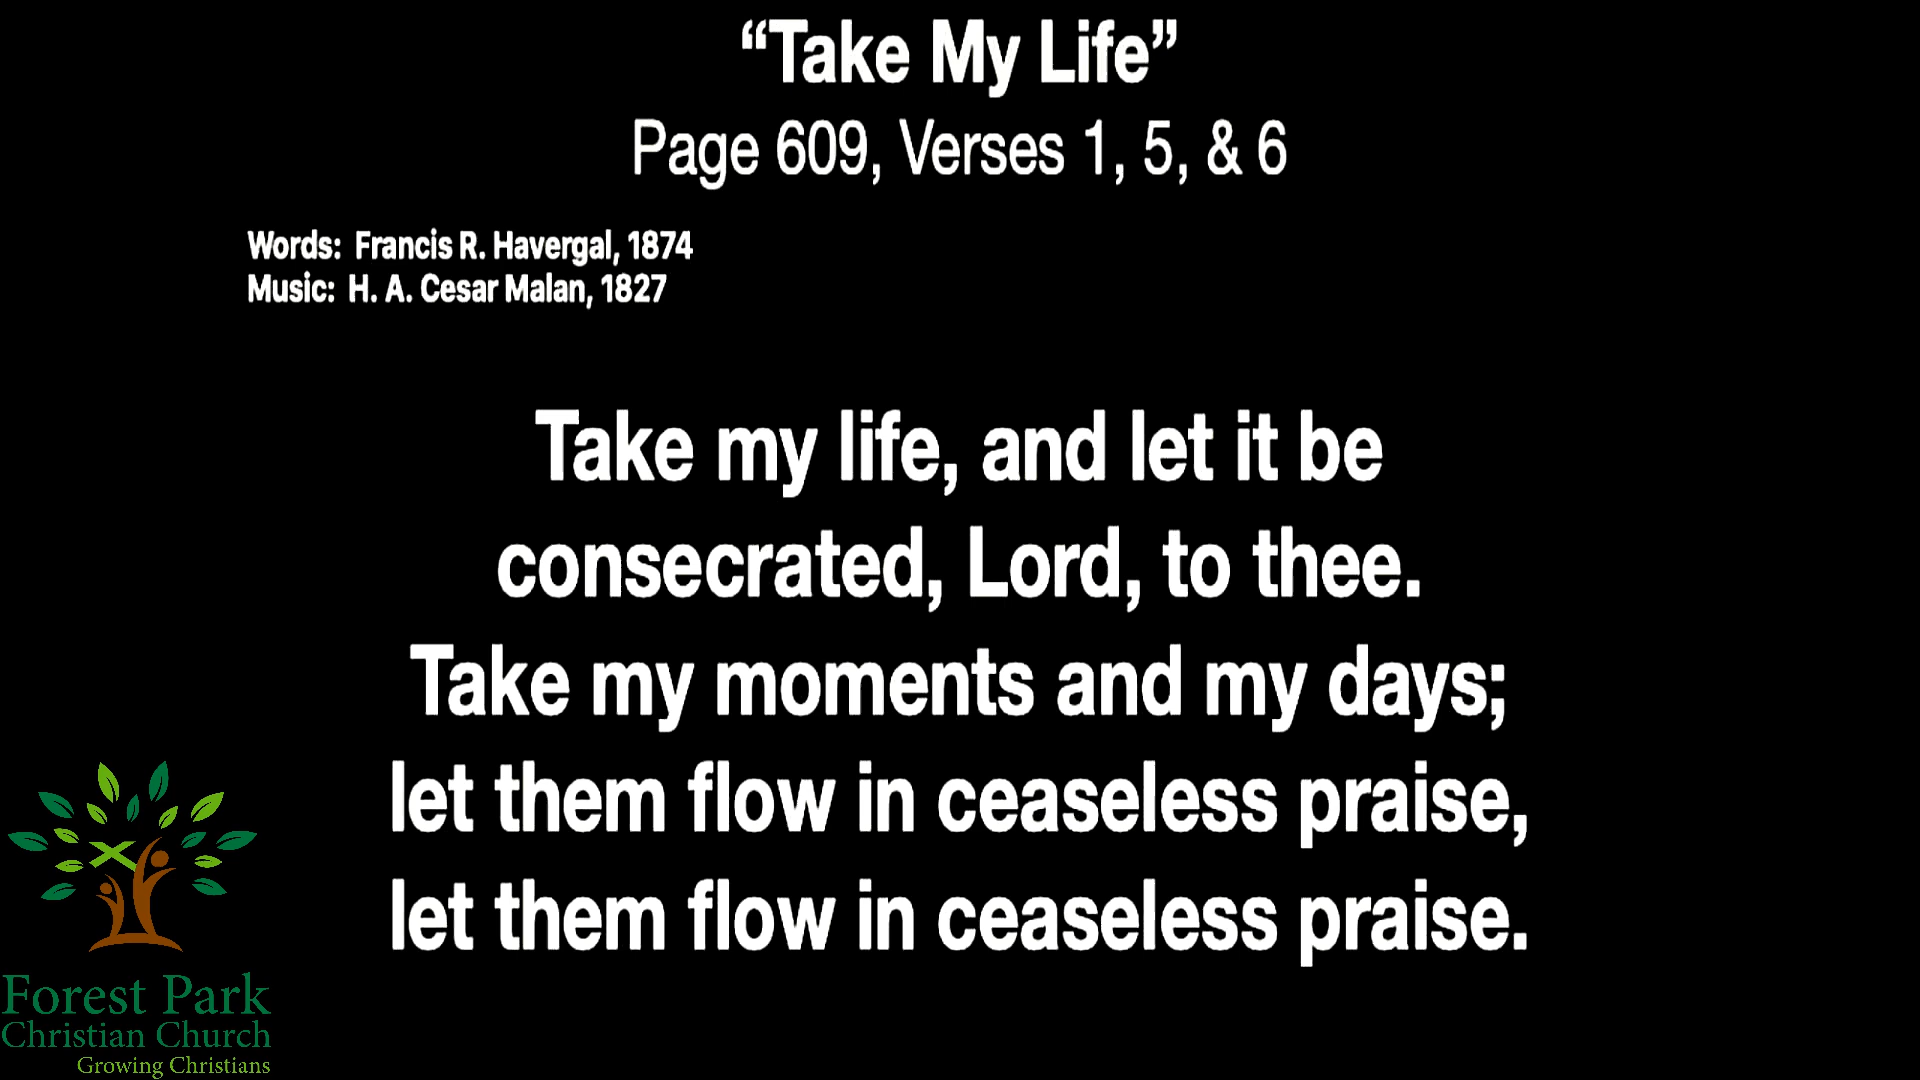 “Take My Life”
Page 609, Verses 1, 5, & 6
Words: Francis R. Havergal, 1874
Music: H. A. Cesar Malan, 1827
Take my life, and let it be
consecrated, Lord, to thee.
Take my moments and my days;
let them flow in ceaseless praise,
let them flow in ceaseless praise.
Forest Park
Christian Church
Growing Christians